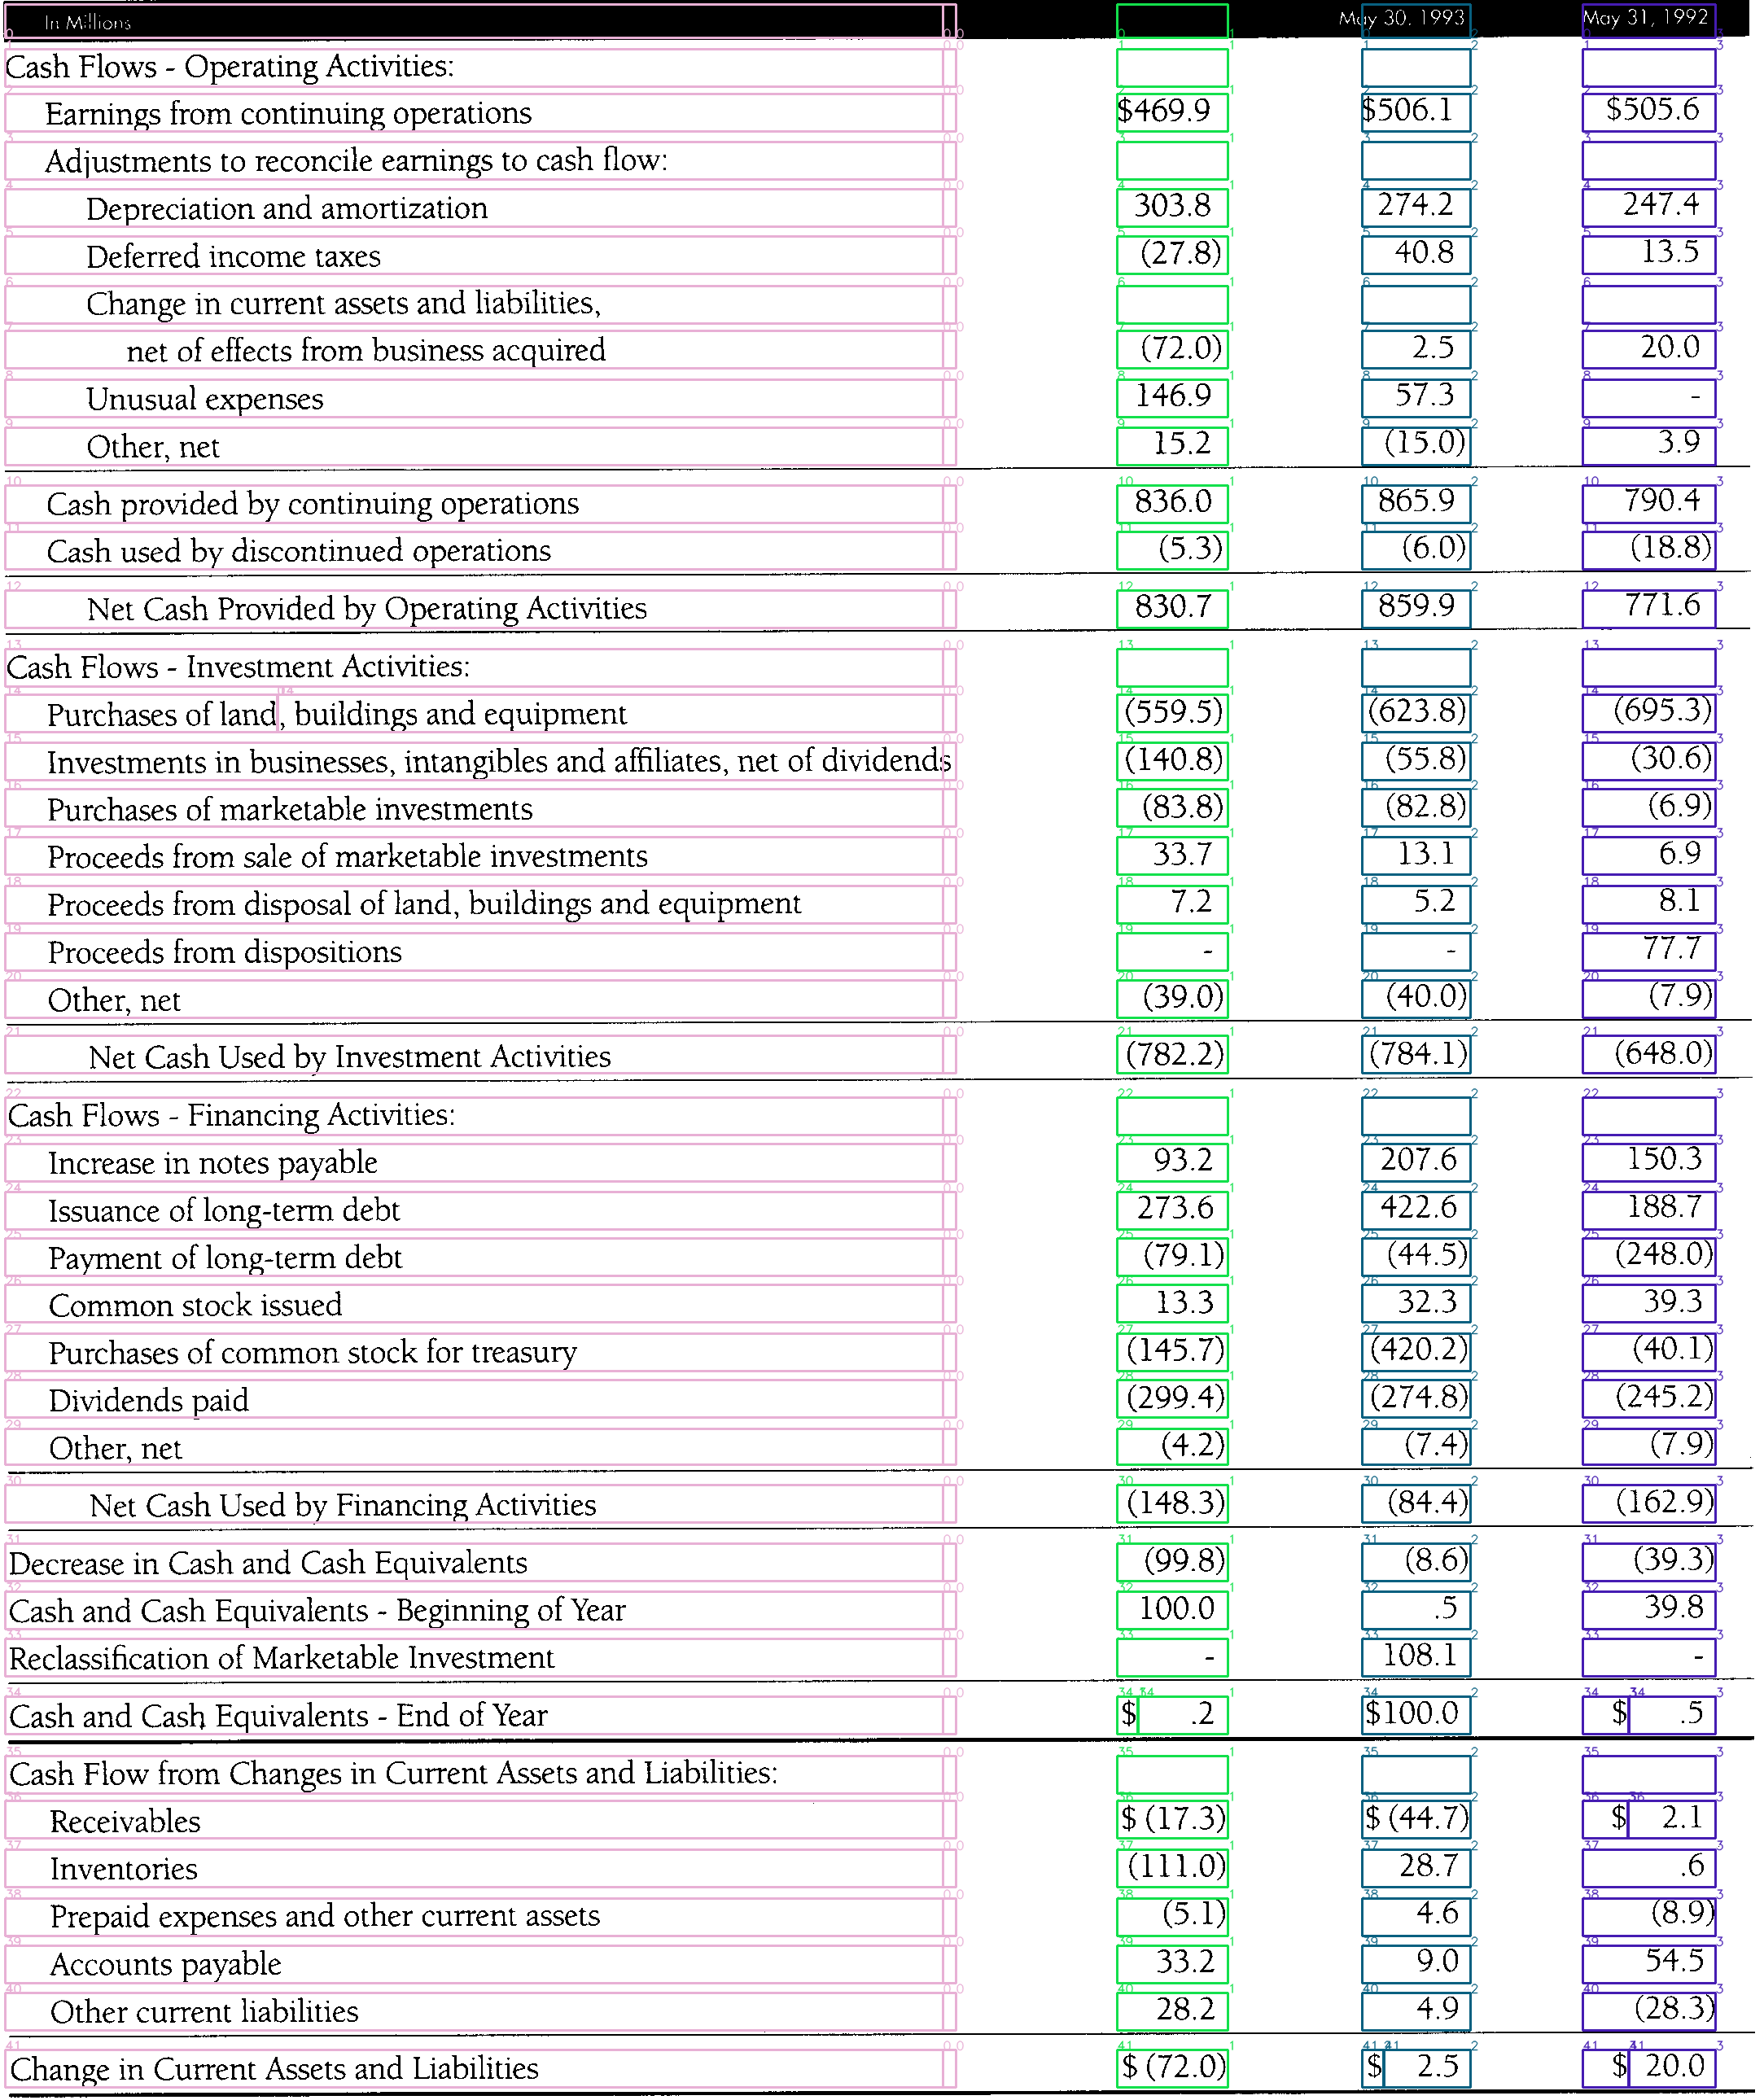 In Millions May 30, 1993 May 31, 1992
Cash Flows - Operating Activities:
Earnings from continuing operations $469.9 $506.1 $505.6
Adjustments to reconcile earnings to cash flow:
Depreciation and amortization 303.8 274.2 247.4
Deferred income taxes (27.8) 40.8 13.5
Change in current assets and liabilities,
net of effects from business acquired (72.0) 2.5 20.0
Unusual expenses 146.9 57.3 -
Other, net 15.2 (15.0) 3.9
Cash provided by continuing operations 836.0 865.9 790.4
Cash used by discontinued operations (5.3) (6.0) (18.8)
Net Cash Provided by Operating Activities 830.7 859.9 771.6
Cash Flows - Investment Activities:
Purchases of land, buildings and equipment (559.5) (623.8) (695.3)
Investments in businesses, intangibles and affiliates, net of dividends (140.8) (55.8) (30.6)
Purchases of marketable investments (83.8) (82.8) (6.9)
Proceeds from sale of marketable investments 33.7 13.1 6.9
Proceeds from disposal of land, buildings and equipment 7.2 5.2 8.1
Proceeds from dispositions - - 77.7
Other, net (39.0) (40.0) (7.9)
Net Cash Used by Investment Activities (782.2) (784.1) (648.0)
Cash Flows - Financing Activities:
Increase in notes payable 93.2 207.6 150.3
Issuance of long-term debt 273.6 422.6 188.7
Payment of long-term debt (79.1) (44.5) (248.0)
Common stock issued 13.3 32.3 39.3
Purchases of common stock for treasury (145.7) (420.2) (40.1)
Dividends paid (299.4) (274.8) (245.2)
Other, net (4.2) (7.4) (7.9)
Net Cash Used by Financing Activities (148.3) (84.4) (162.9)
Decrease in Cash and Cash Equivalents (99.8) (8.6) (39.3)
Cash and Cash Equivalents - Beginning of Year 100.0 .5 39.8
Reclassification of Marketable Investment - 108.1 -
Cash and Cash Equivalents - End of Year $ .2 $100.0 $ .5
Cash Flow from Changes in Current Assets and Liabilities:
Receivables $ (17.3) $ (44.7) $ 2.1
Inventories (111.0) 28.7 .6
Prepaid expenses and other current assets (5.1) 4.6 (8.9)
Accounts payable 33.2 9.0 54.5
Other current liabilities 28.2 4.9 (28.3)
Change in Current Assets and Liabilities $ (72.0) $ 2.5 $ 20.0